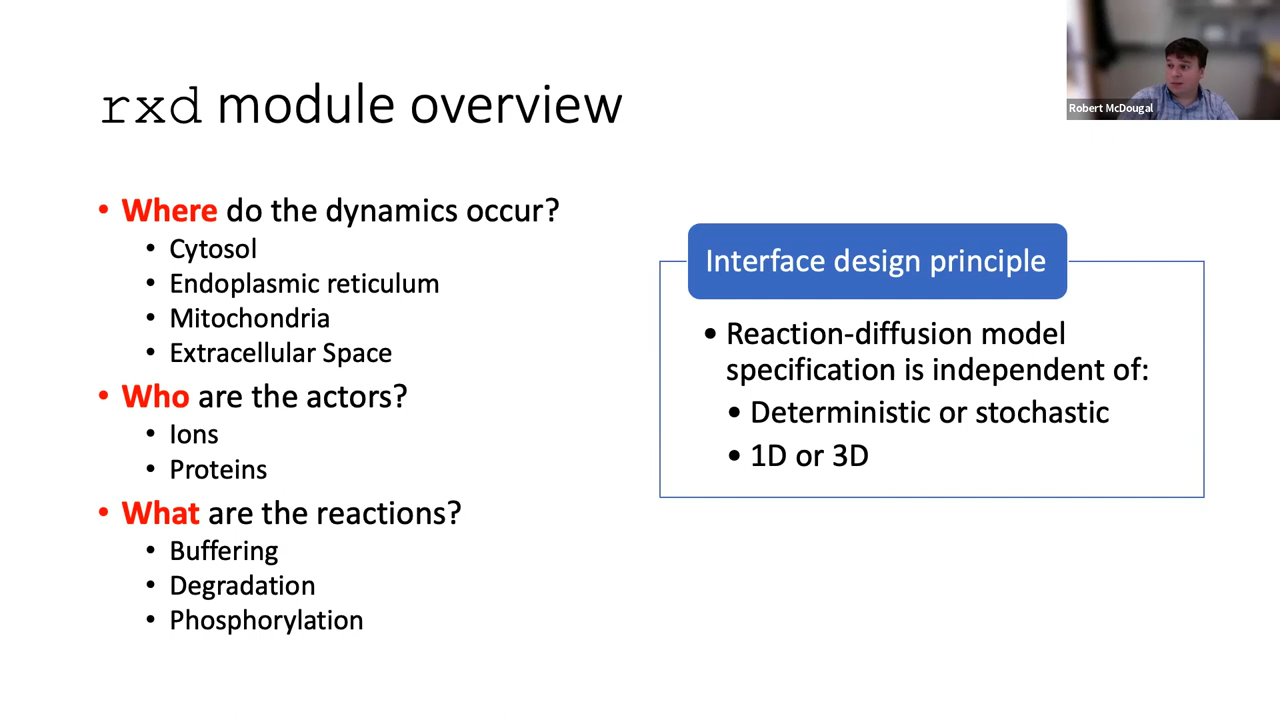 rxd module overview
Robert McDougal
• Where do the dynamics occur?
• Cytosol
• Endoplasmic reticulum
• Mitochondria
• Extracellular Space
• Who are the actors?
• Ions
• Proteins
• What are the reactions?
• Buffering
• Degradation
• Phosphorylation
Interface design principle
• Reaction-diffusion model
specification is independent of:
• Deterministic or stochastic
• 1D or 3D